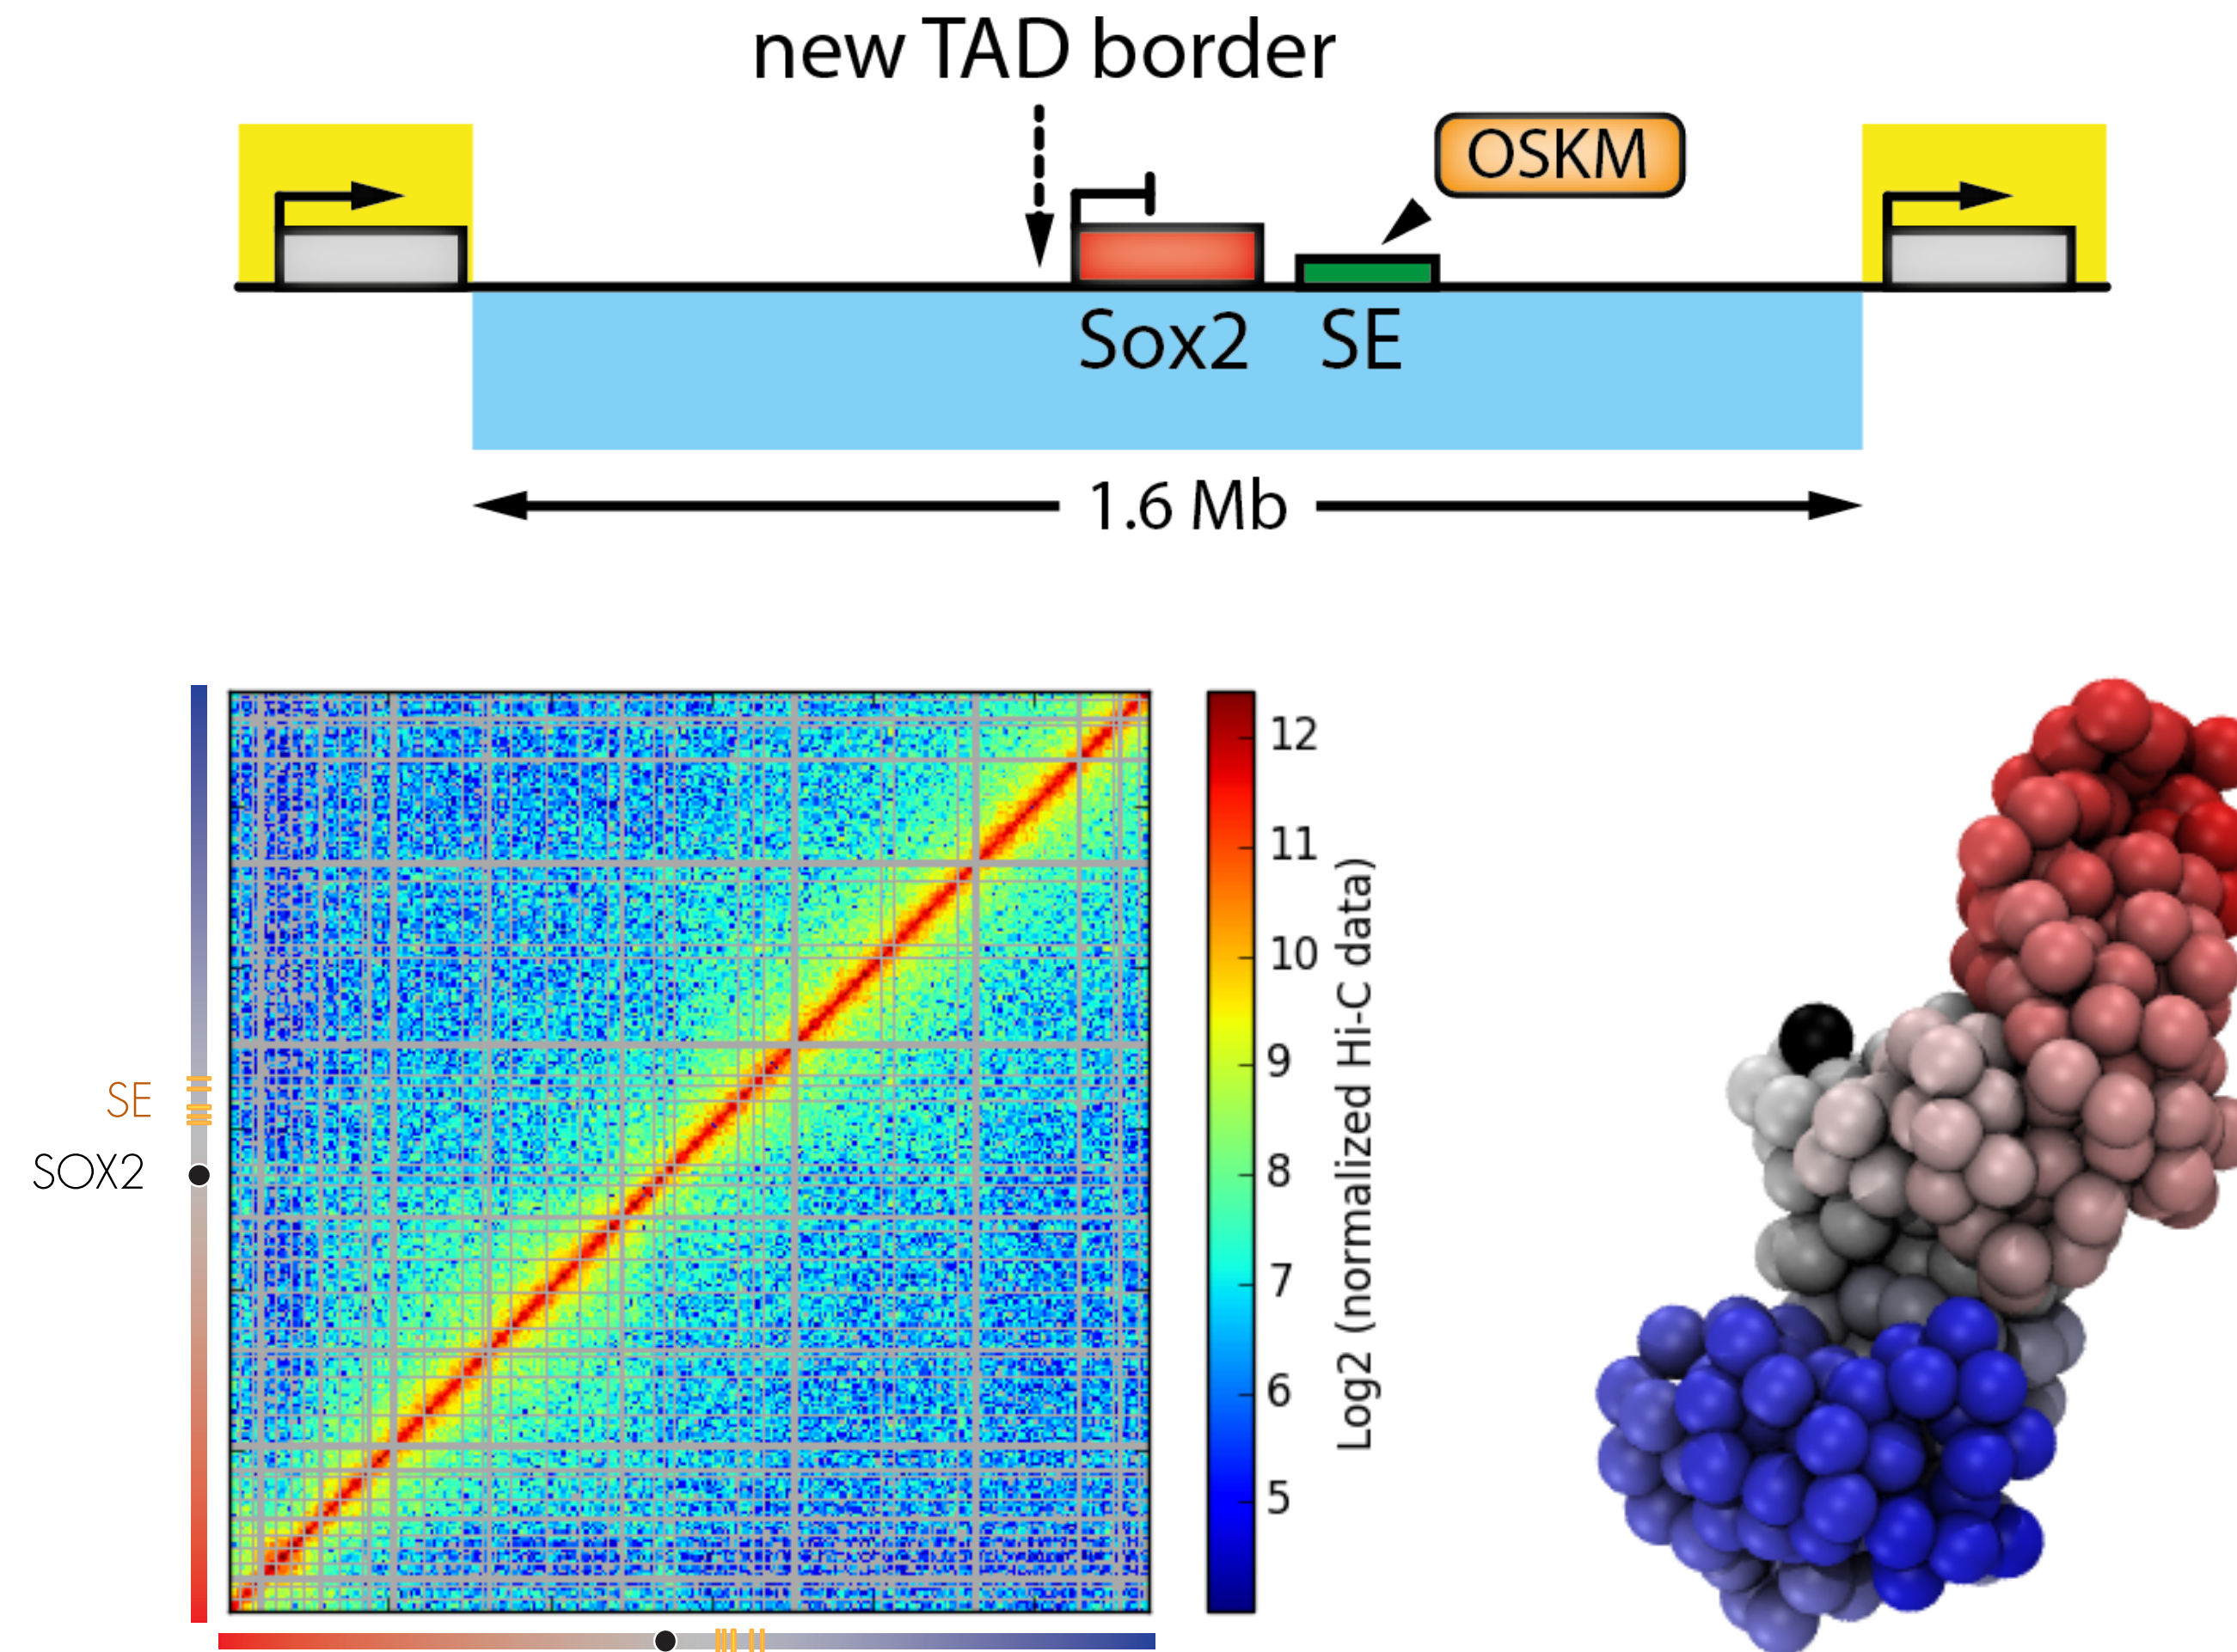 new TAD border
OSKM
Sox2
SE
1.6 Mb
SE
SOX2
12
11
10
9
8
7
6
5
Log2 (normalized Hi-C data)